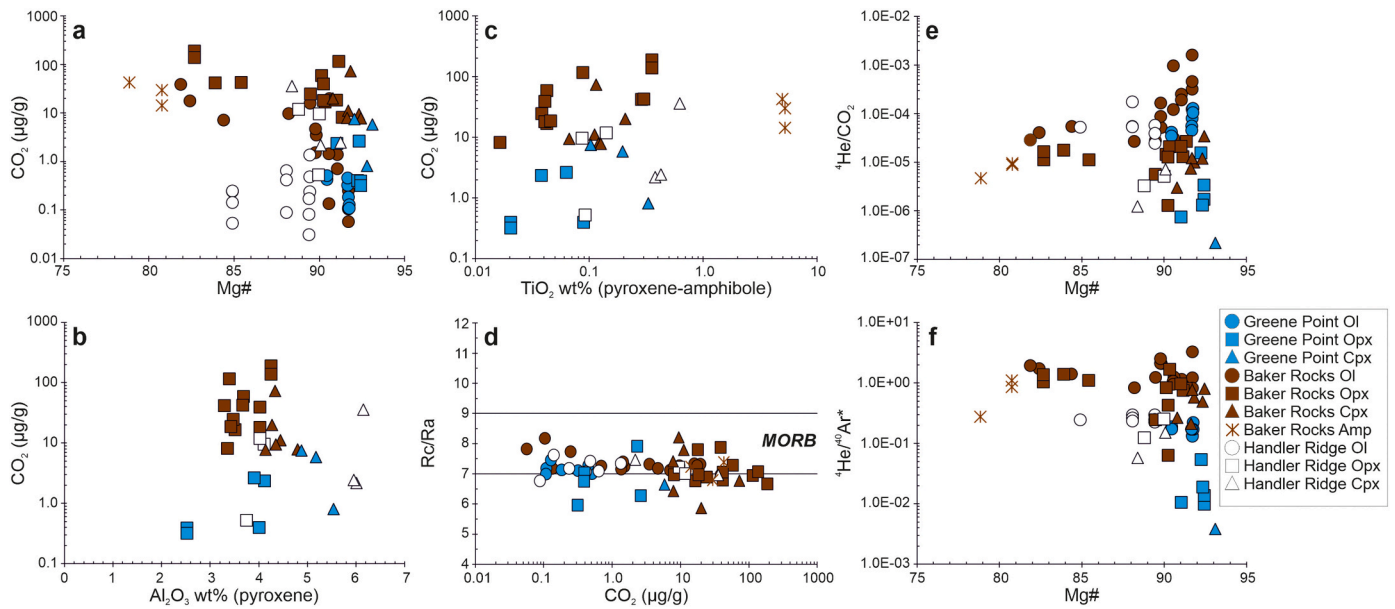 a
CO₂ (µg/g)
1000
100
10
1.0
0.1
0.01
75
80
85
90
95
Mg#
c
CO₂ (µg/g)
1000
100
10
1.0
0.1
0.01
0.1
1.0
10
TiO₂ wt% (pyroxene-amphibole)
e
⁴He/CO₂
1.0E-02
1.0E-03
1.0E-04
1.0E-05
1.0E-06
1.0E-07
75
80
85
90
95
Mg#
b
CO₂ (µg/g)
1000
100
10
1.0
0.1
0
1
2
3
4
5
6
7
Al₂O₃ wt% (pyroxene)
d
Rc/Ra
12
11
10
9
8
7
6
5
4
MORB
0.01
0.1
1.0
10
100
1000
CO₂ (µg/g)
f
⁴He/⁴⁰Ar*
1.0E+01
1.0E+00
1.0E-01
1.0E-02
1.0E-03
75
80
85
90
95
Mg#
Greene Point Ol
Greene Point Opx
Greene Point Cpx
Baker Rocks Ol
Baker Rocks Opx
Baker Rocks Cpx
Baker Rocks Amp
Handler Ridge Ol
Handler Ridge Opx
Handler Ridge Cpx